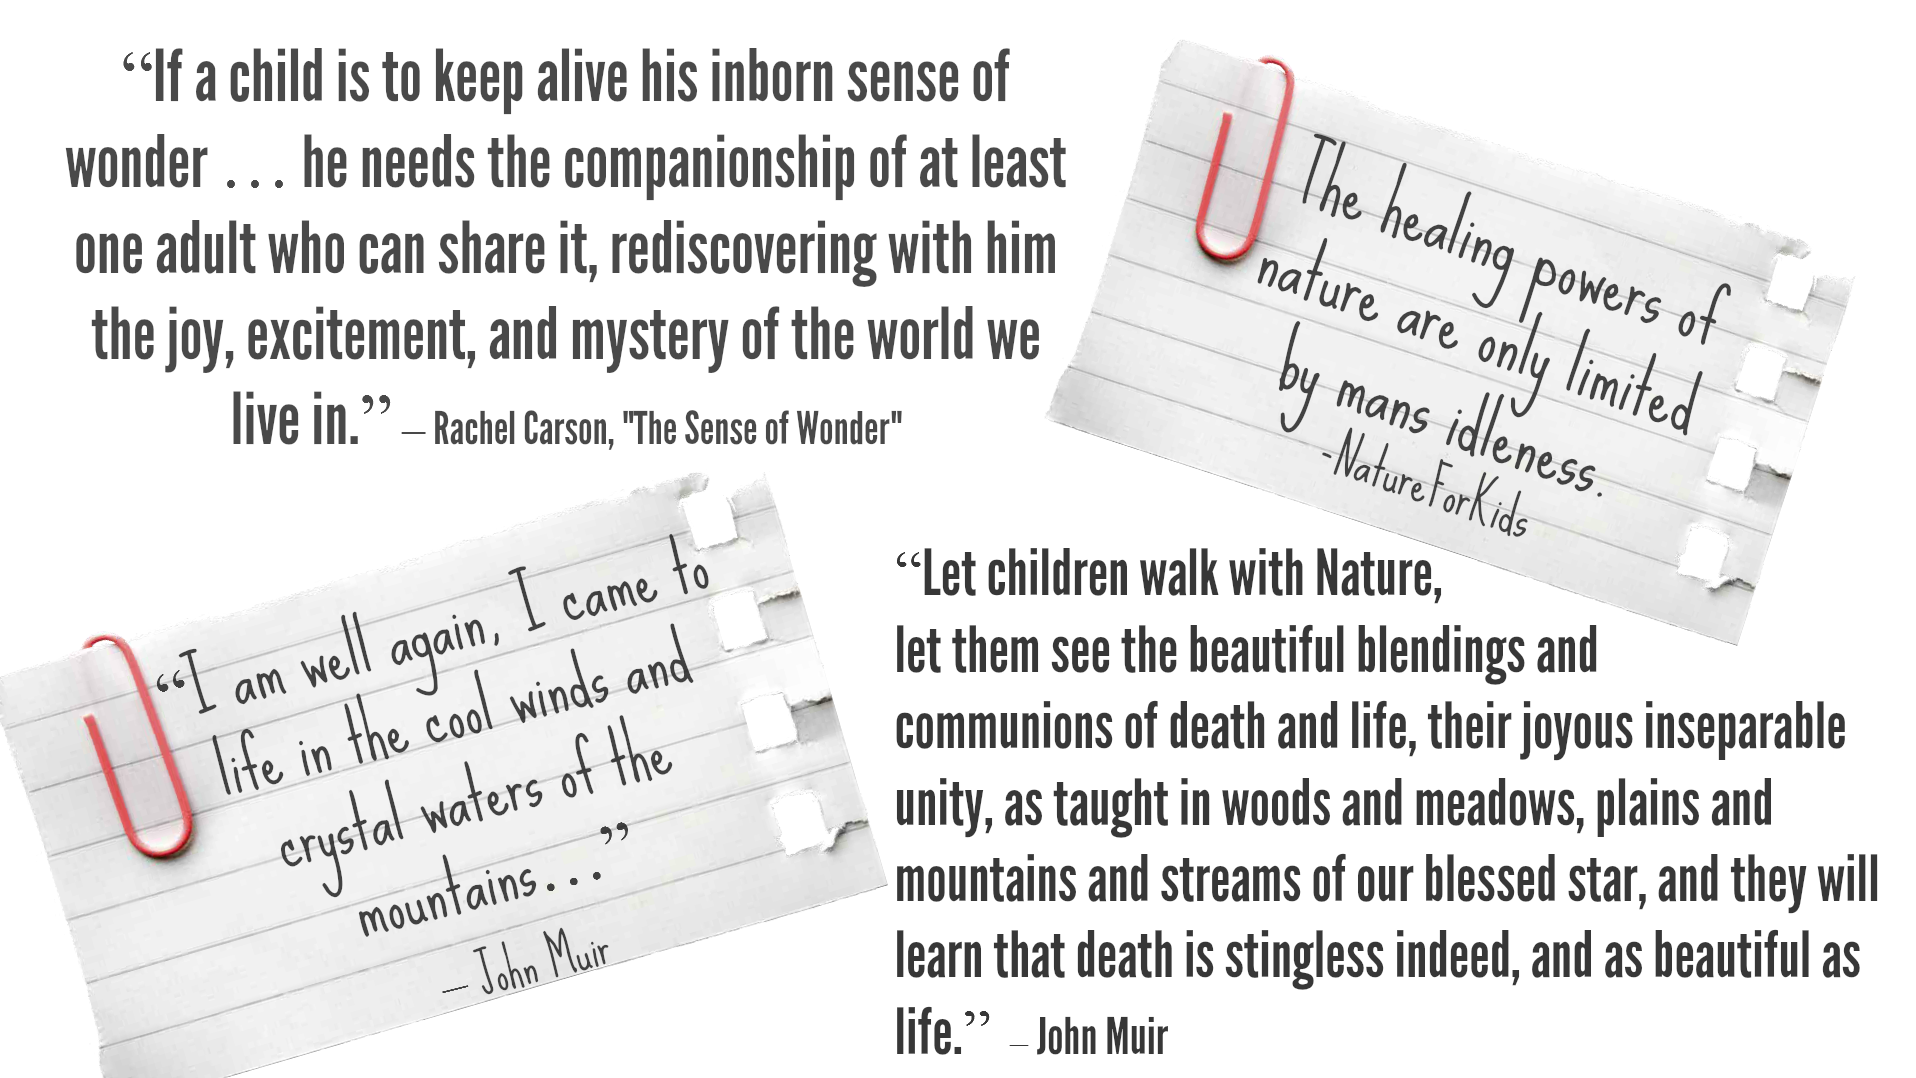 “If a child is to keep alive his inborn sense of
wonder . . . he needs the companionship of at least
one adult who can share it, rediscovering with him
the joy, excitement, and mystery of the world we
live in.” – Rachel Carson, "The Sense of Wonder"
The healing powers of
nature are only limited
by mans idleness.
-NatureForKids
“I am well again, I came to
life in the cool winds and
crystal waters of the
mountains. . .”
– John Muir
“Let children walk with Nature,
let them see the beautiful blendings and
communions of death and life, their joyous inseparable
unity, as taught in woods and meadows, plains and
mountains and streams of our blessed star, and they will
learn that death is stingless indeed, and as beautiful as
life.” – John Muir